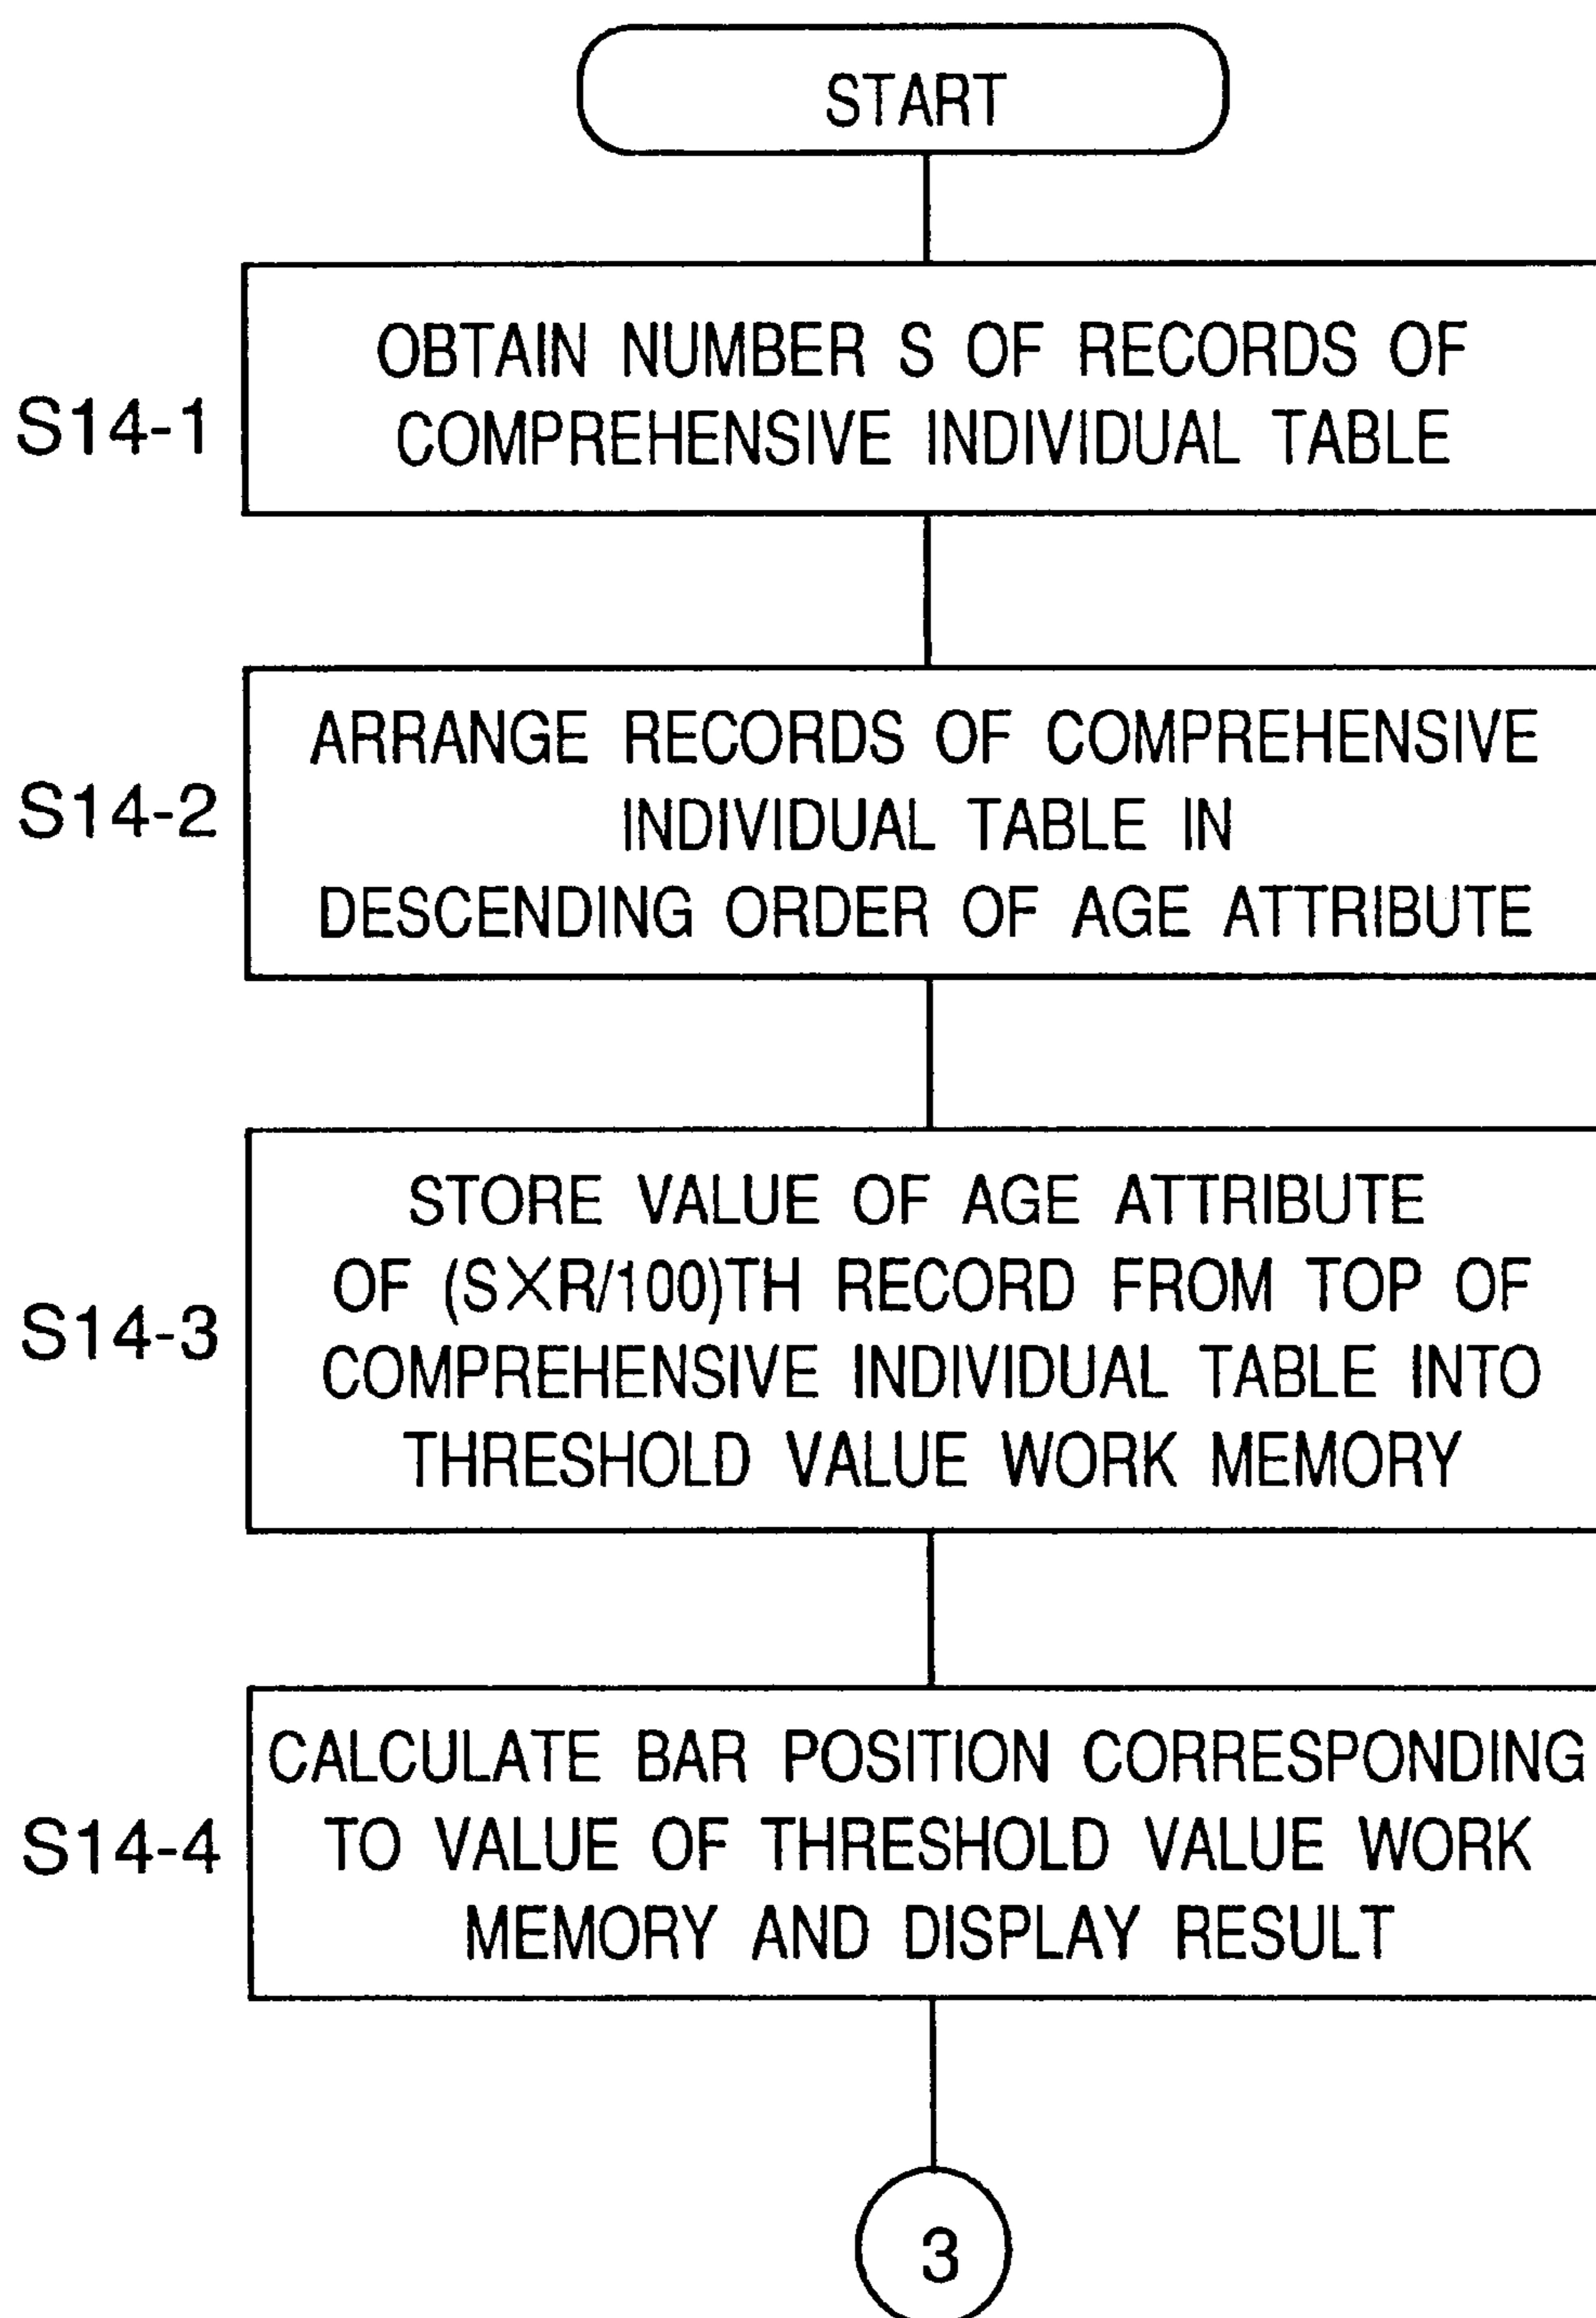 START
S14-1
OBTAIN NUMBER S OF RECORDS OF
COMPREHENSIVE INDIVIDUAL TABLE
S14-2
ARRANGE RECORDS OF COMPREHENSIVE
INDIVIDUAL TABLE IN
DESCENDING ORDER OF AGE ATTRIBUTE
S14-3
STORE VALUE OF AGE ATTRIBUTE
OF (S×R/100)TH RECORD FROM TOP OF
COMPREHENSIVE INDIVIDUAL TABLE INTO
THRESHOLD VALUE WORK MEMORY
S14-4
CALCULATE BAR POSITION CORRESPONDING
TO VALUE OF THRESHOLD VALUE WORK
MEMORY AND DISPLAY RESULT
3